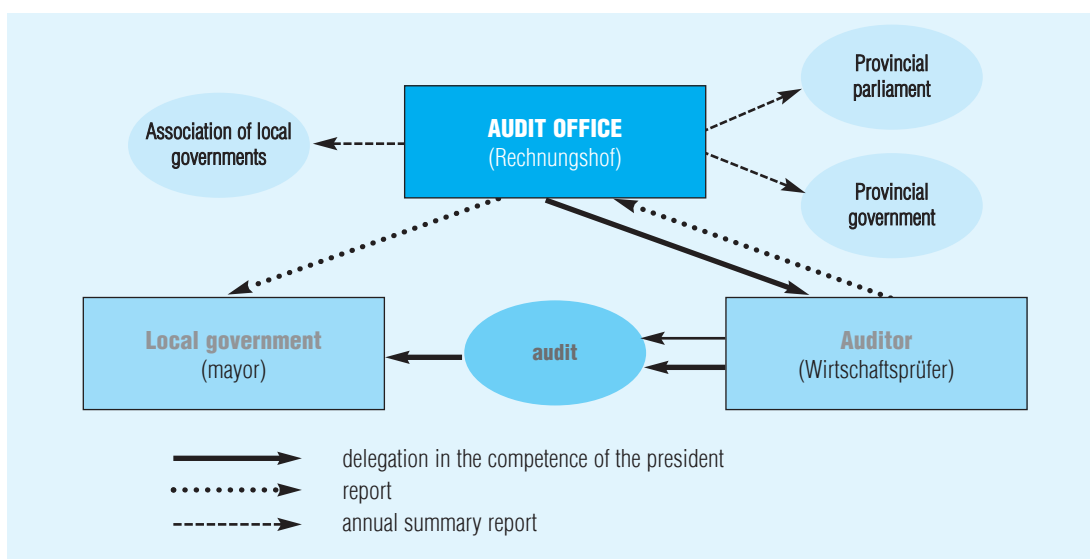 Provincial
parliament
AUDIT OFFICE
(Rechnungshof)
Association of local
governments
Provincial
government
Local government
(mayor)
audit
Auditor
(Wirtschaftsprüfer)
delegation in the competence of the president
report
annual summary report